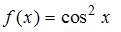 f(x) = cos² x